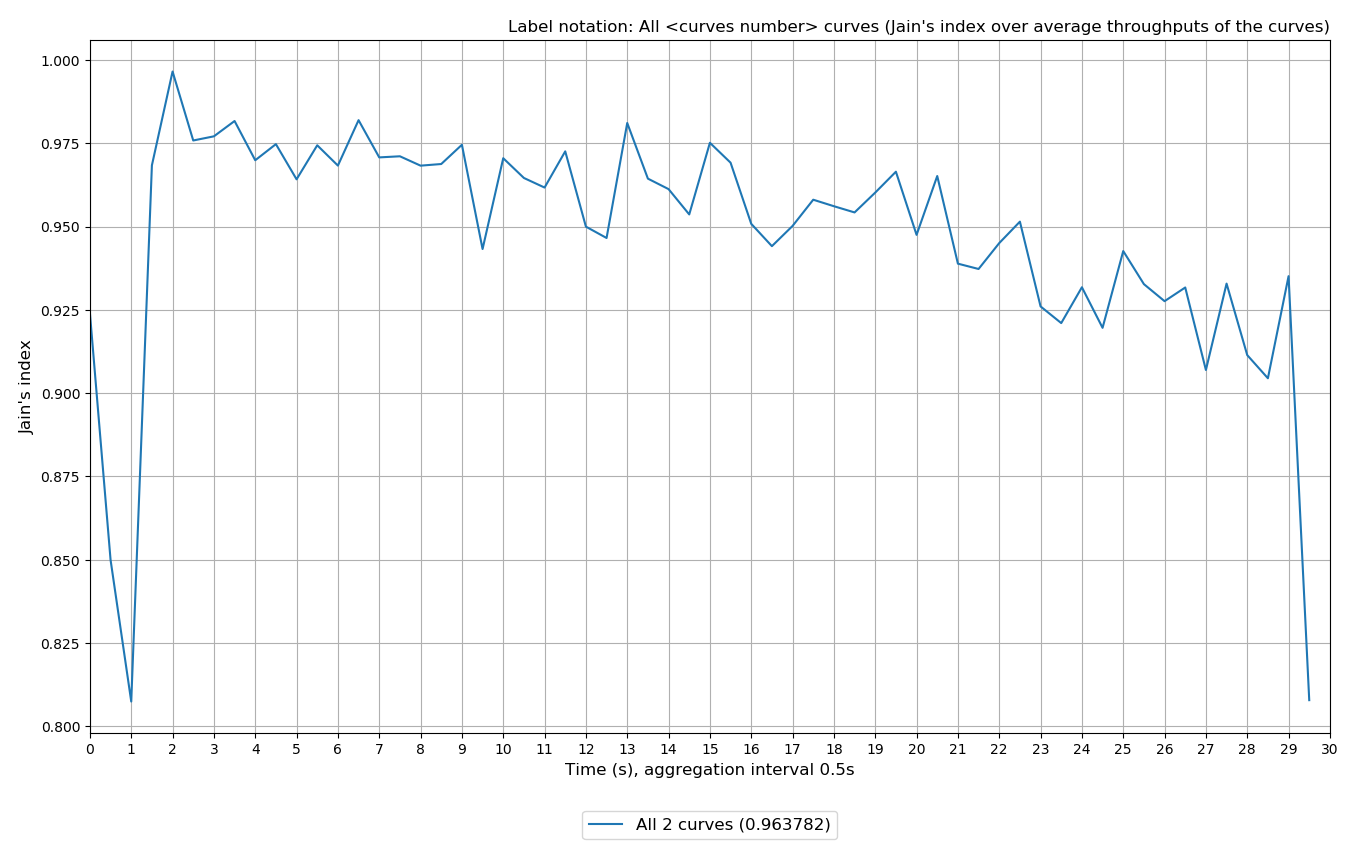 Label notation: All <curves number> curves (Jain's index over average throughputs of the curves)
1.000
0.975
0.950
0.925
0.900
0.875
0.850
0.825
0.800
Jain's index
0 1 2 3 4 5 6 7 8 9 10 11 12 13 14 15 16 17 18 19 20 21 22 23 24 25 26 27 28 29 30
Time (s), aggregation interval 0.5s
All 2 curves (0.963782)